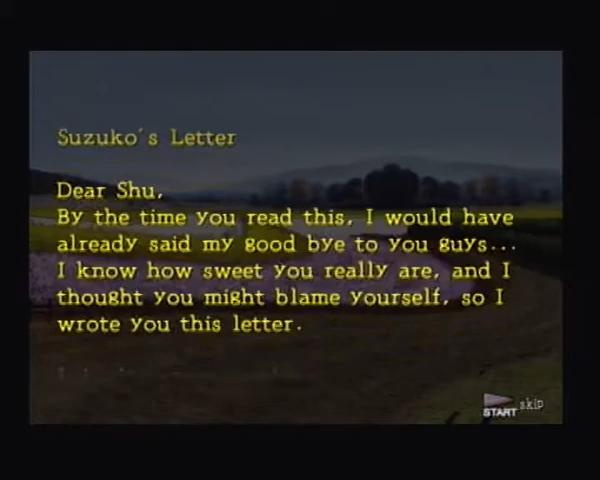 Suzuko's Letter
Dear Shu,
By the time you read this, I would have
already said my good bye to you guys...
I know how sweet you really are, and I
thought you might blame yourself, so I
wrote you this letter.
START skip